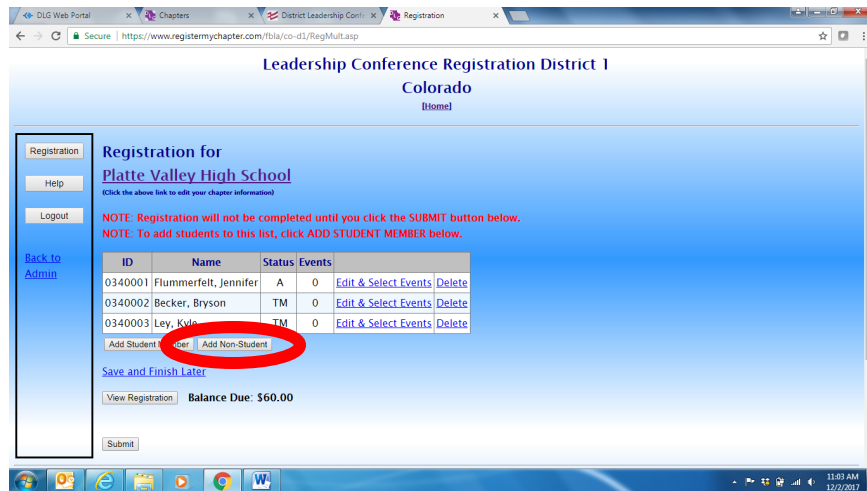 DLG Web Portal
Chapters
District Leadership Conf
Registration
Secure | https://www.registermychapter.com/fbla/co-d1/RegMult.asp
Leadership Conference Registration District 1
Colorado
[Home]
Registration
Help
Logout
Back to
Admin
Registration for
Platte Valley High School
(Click the above link to edit your chapter information)
NOTE: Registration will not be completed until you click the SUBMIT button below.
NOTE: To add students to this list, click ADD STUDENT MEMBER below.
ID Name Status Events
0340001 Flummerfelt, Jennifer A 0 Edit & Select Events Delete
0340002 Becker, Bryson TM 0 Edit & Select Events Delete
0340003 Ley, Kyle TM 0 Edit & Select Events Delete
Add Student Add Non-Student
Save and Finish Later
View Registration Balance Due: $60.00
Submit
11:03 AM
12/2/2017